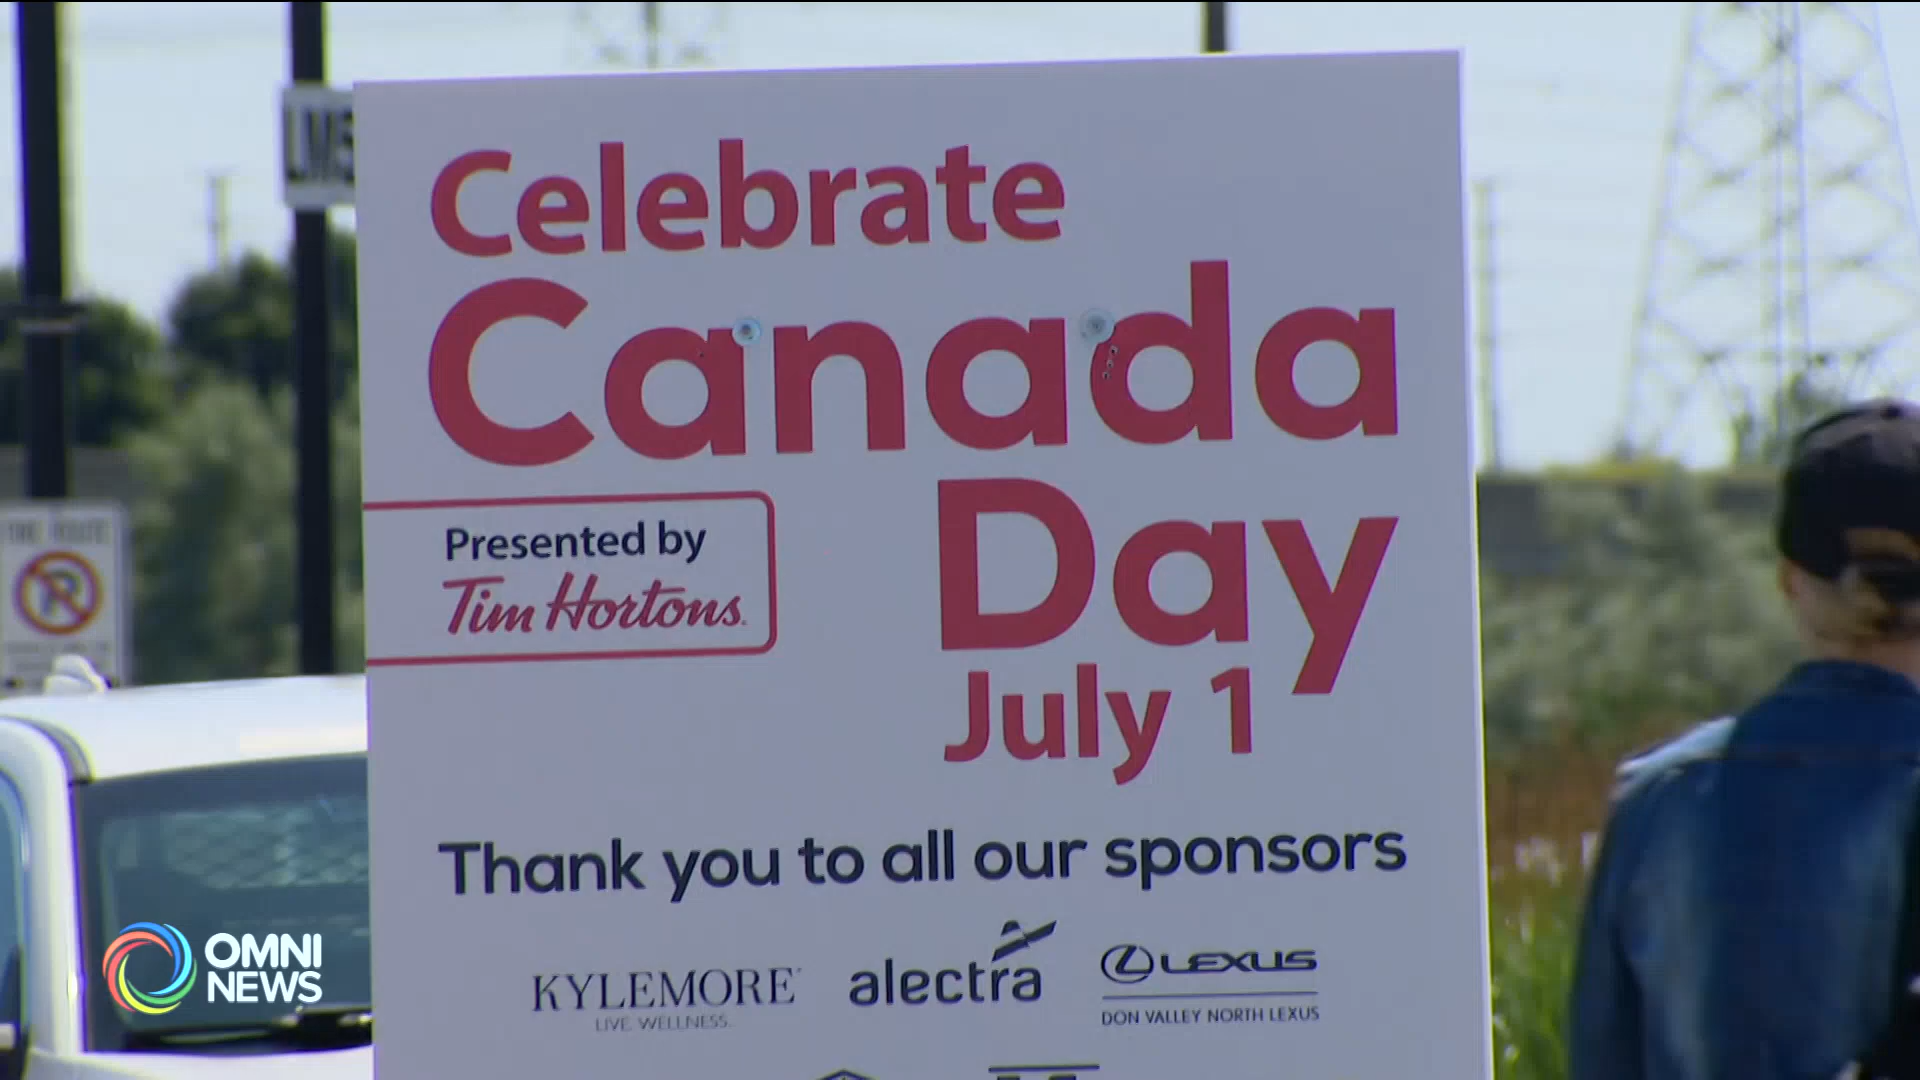 LM5
Celebrate
Canada
Day
July 1
Presented by
Tim Hortons.
Thank you to all our sponsors
KYLEMORE
LIVE WELLNESS.
alectra
LEXUS
DON VALLEY NORTH LEXUS
OMNI
NEWS